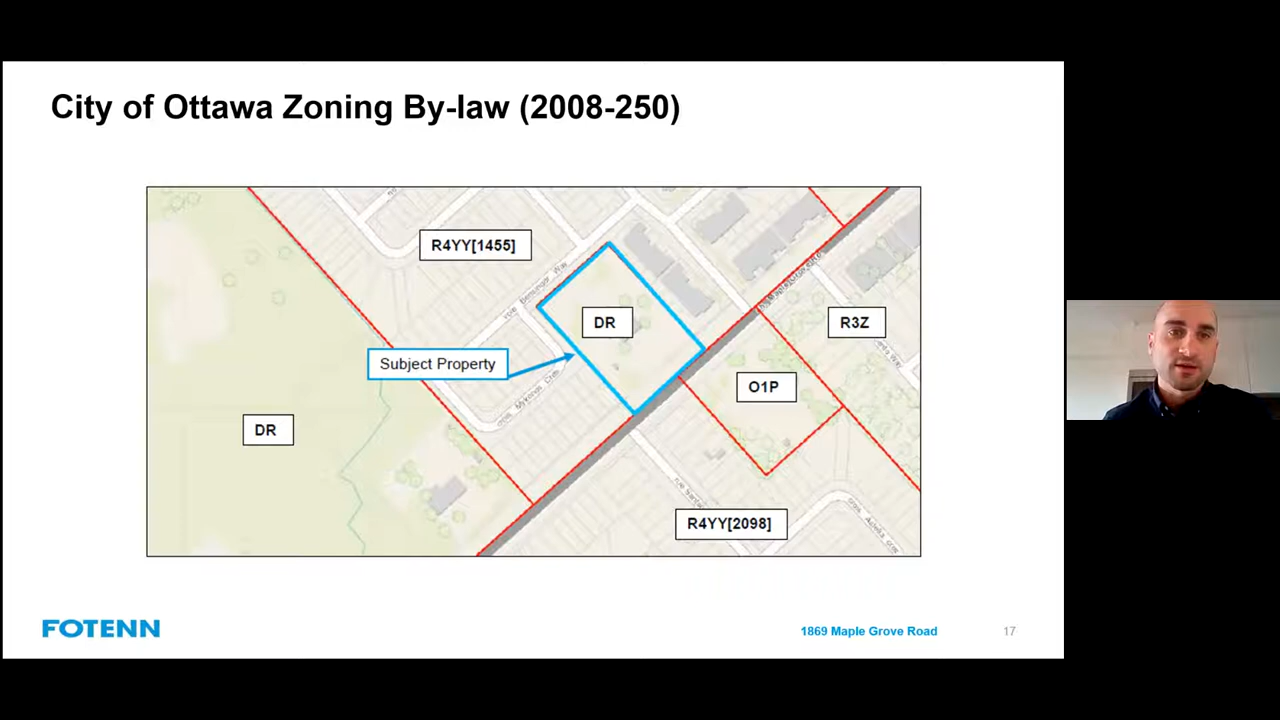 City of Ottawa Zoning By-law (2008-250)
R4YY[1455]
DR
R3Z
Subject Property
O1P
DR
R4YY[2098]
FOTENN
1869 Maple Grove Road
17